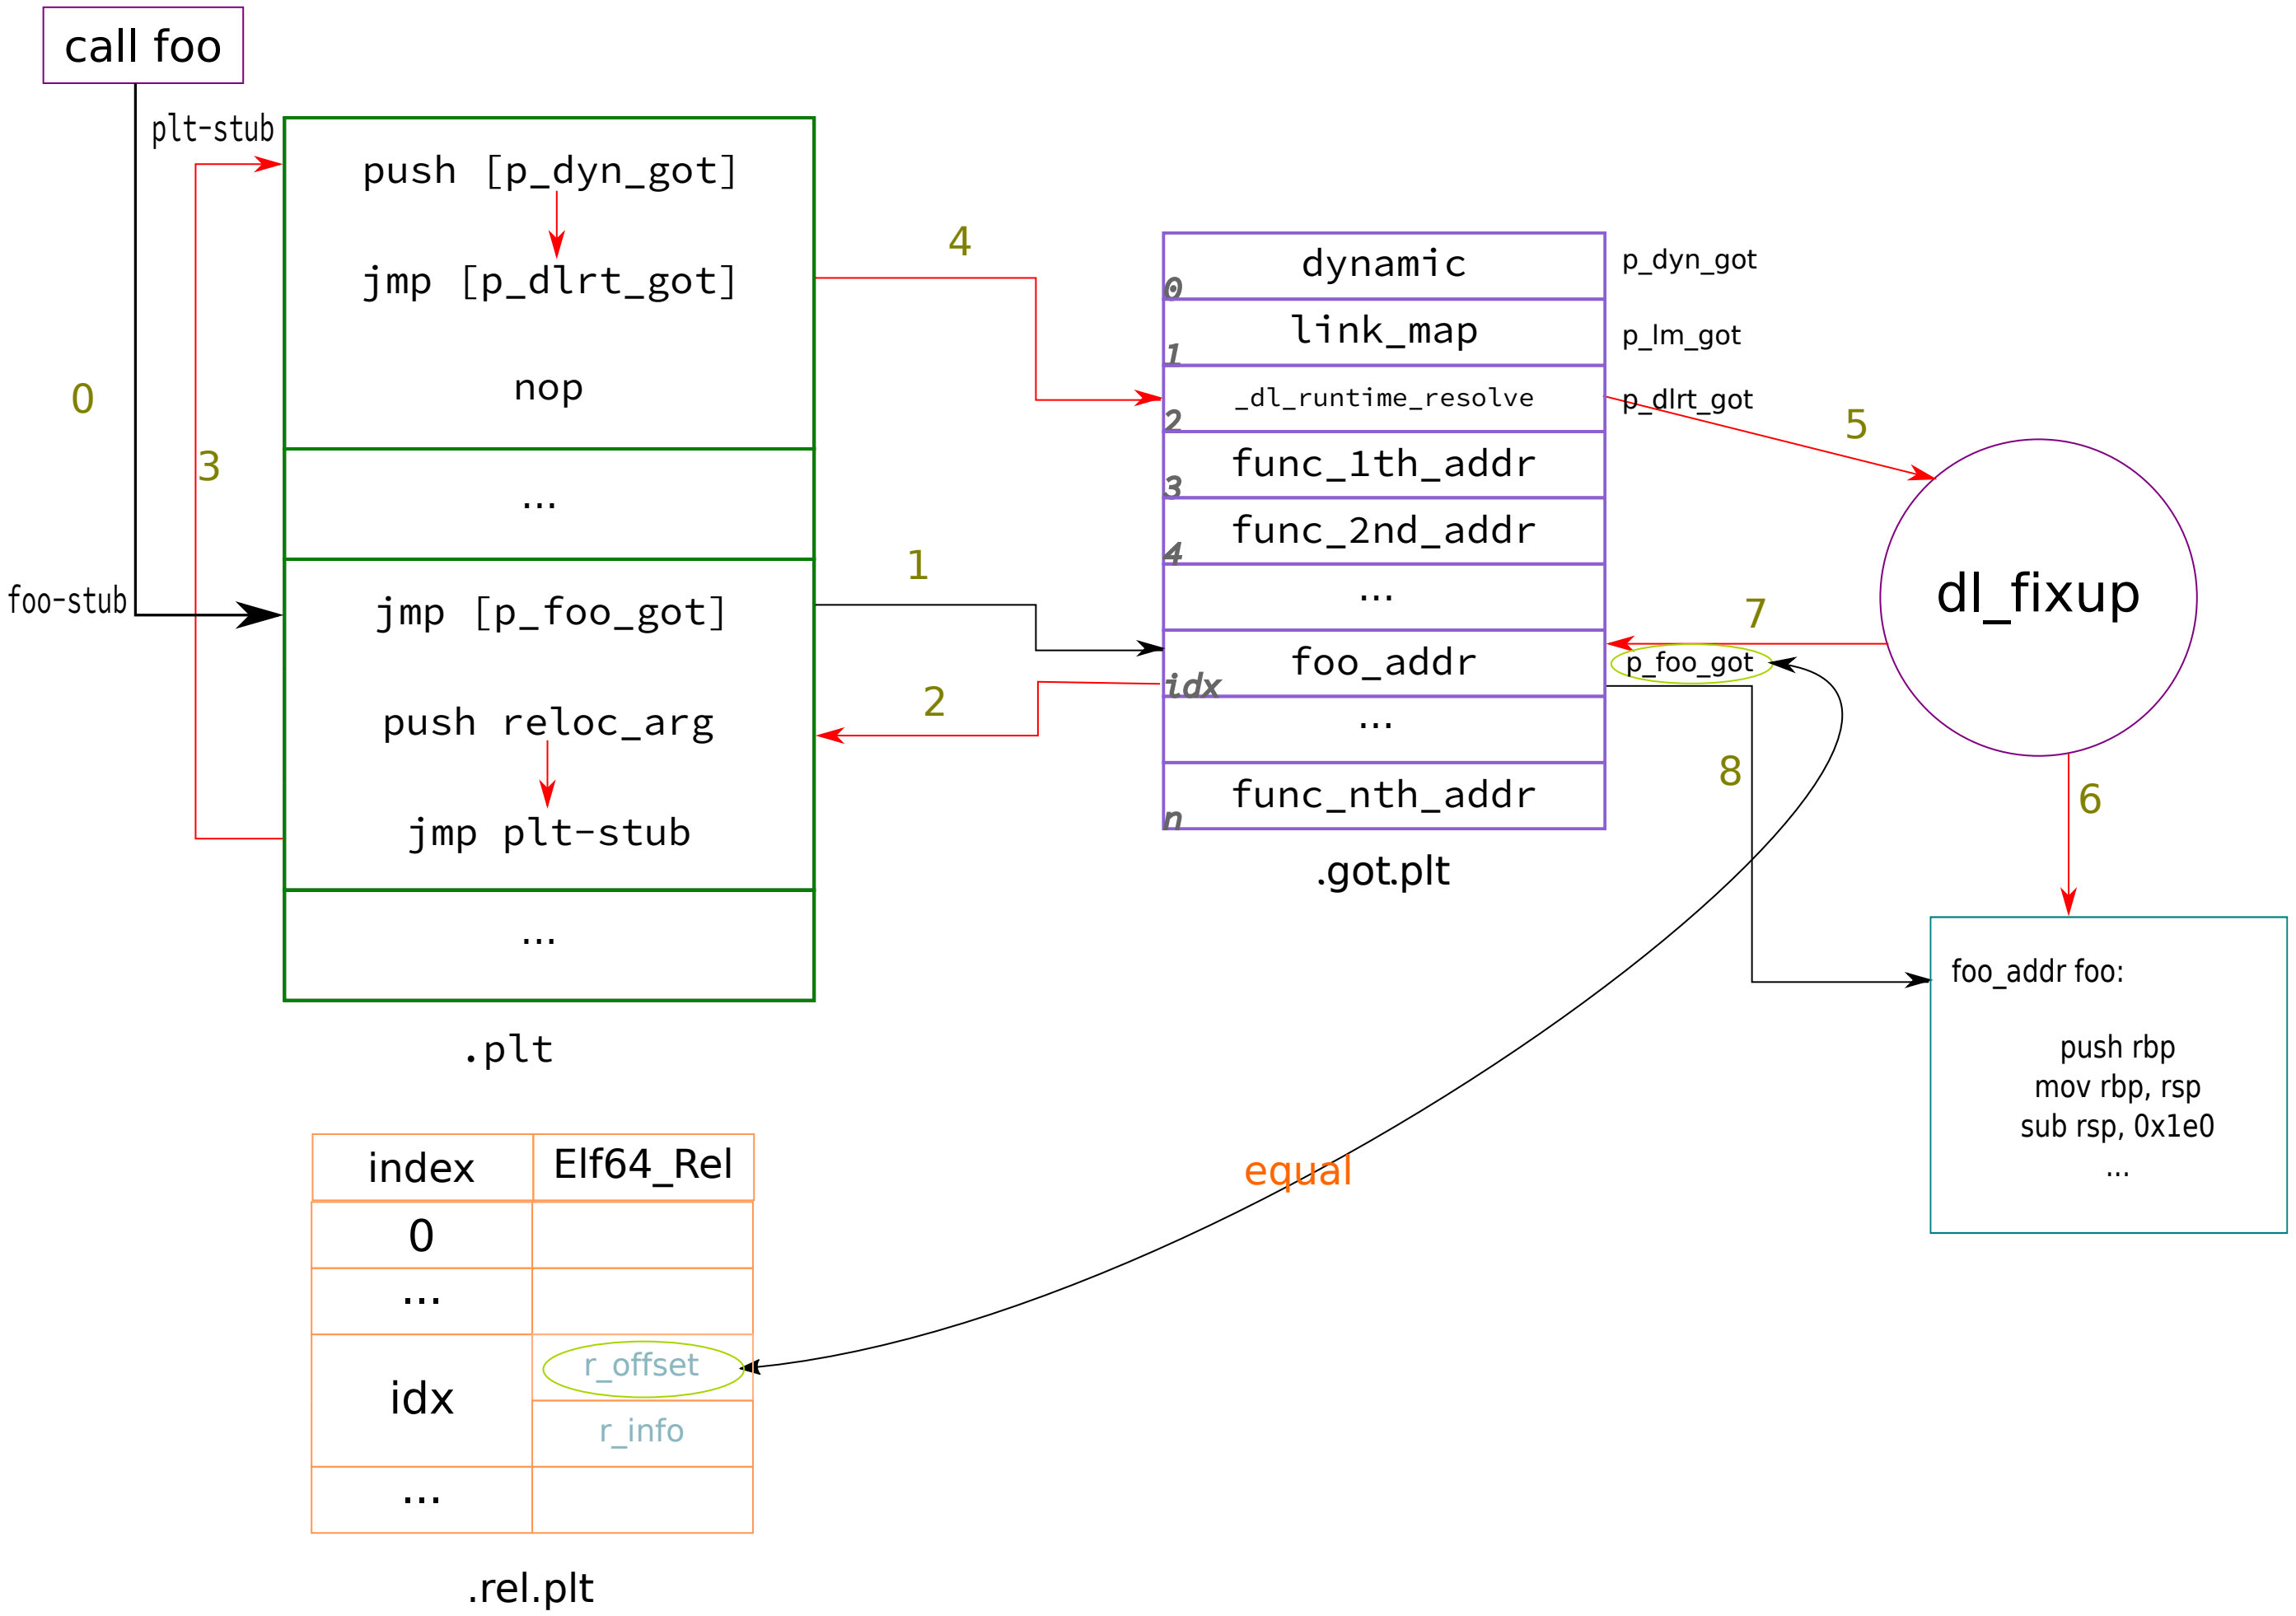 call foo
plt-stub
push [p_dyn_got]
jmp [p_dlrt_got]
nop
...
foo-stub
jmp [p_foo_got]
push reloc_arg
jmp plt-stub
...
.plt
0
3
4
1
2
dynamic
0
p_dyn_got
link_map
1
p_lm_got
_dl_runtime_resolve
2
p_dlrt_got
func_1th_addr
3
func_2nd_addr
4
...
foo_addr
idx
p_foo_got
...
func_nth_addr
n
.got.plt
5
dl_fixup
7
8
6
foo_addr foo:
push rbp
mov rbp, rsp
sub rsp, 0x1e0
...
equal
index Elf64_Rel
0
...
idx
r_offset
r_info
...
.rel.plt